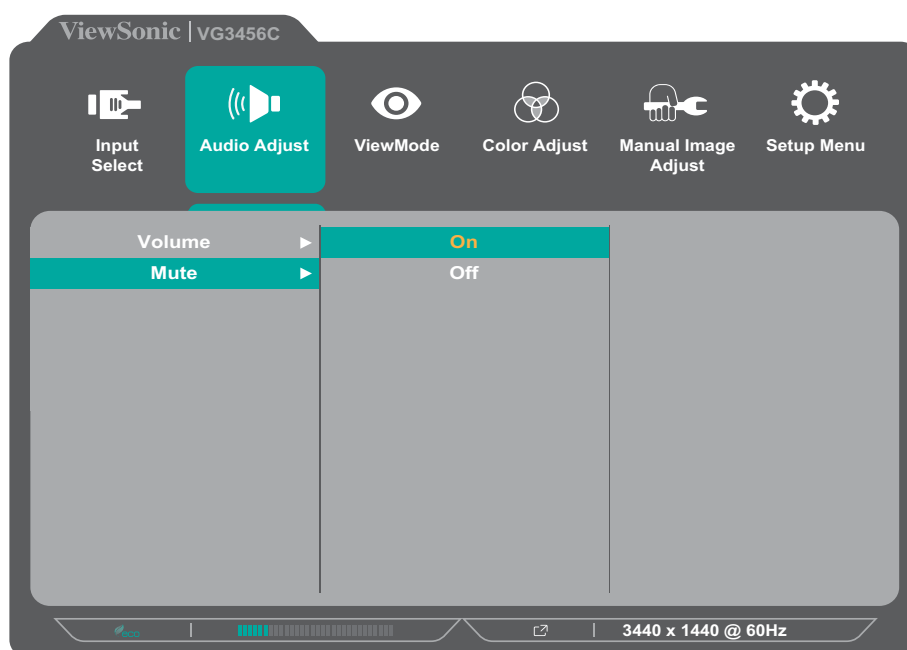 ViewSonic | VG3456C
Input
Select
Audio Adjust
ViewMode
Color Adjust
Manual Image
Adjust
Setup Menu
Volume
On
Mute
Off
eco
3440 x 1440 @ 60Hz